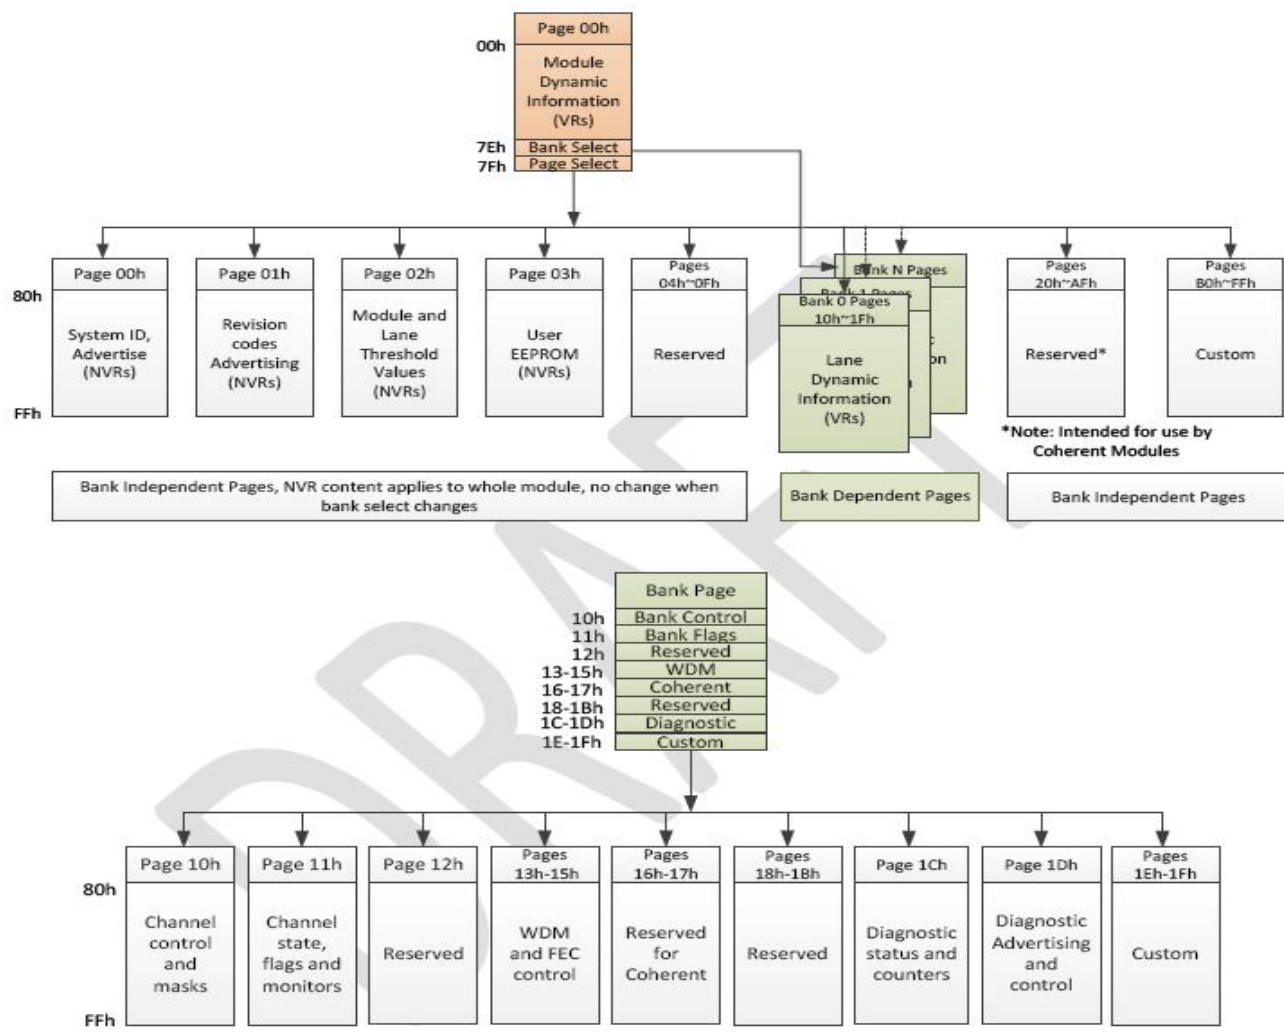 Page 00h
00h
Module
Dynamic
Information
(VRs)
7Eh
Bank Select
7Fh
Page Select
Page 00h
80h
System ID,
Advertise
(NVRs)
FFh
Page 01h
Revision
codes
Advertising
(NVRs)
Page 02h
Module and
Lane
Threshold
Values
(NVRs)
Page 03h
User
EEPROM
(NVRs)
Pages
04h~0Fh
Reserved
Bank N Pages
Bank 1 Pages
Bank 0 Pages
10h~1Fh
Lane
Dynamic
Information
(VRs)
Pages
20h~AFh
Reserved*
Pages
B0h~FFh
Custom
*Note: Intended for use by
Coherent Modules
Bank Independent Pages, NVR content applies to whole module, no change when
bank select changes
Bank Dependent Pages
Bank Independent Pages
Bank Page
10h
Bank Control
11h
Bank Flags
12h
Reserved
13-15h
WDM
16-17h
Coherent
18-1Bh
Reserved
1C-1Dh
Diagnostic
1E-1Fh
Custom
Page 10h
80h
Channel
control
and
masks
FFh
Page 11h
Channel
state,
flags and
monitors
Page 12h
Reserved
Pages
13h-15h
WDM
and FEC
control
Pages
16h-17h
Reserved
for
Coherent
Pages
18h-1Bh
Reserved
Page 1Ch
Diagnostic
status and
counters
Page 1Dh
Diagnostic
Advertising
and
control
Pages
1Eh-1Fh
Custom
DRAFT